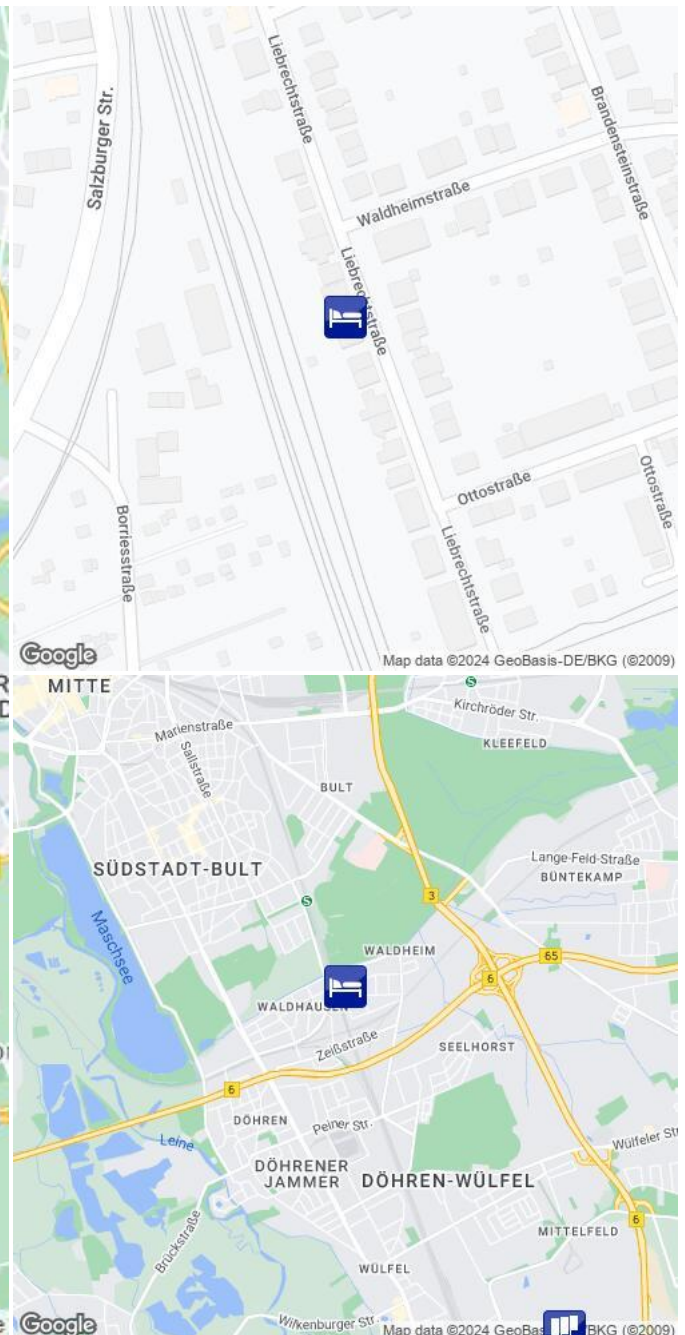 Liebrechtstraße
Brandensteinstraße
Salzburger Str.
Waldheimstraße
Liebrechtstraße
Ottostraße
Ottostraße
Borriesstraße
Liebrechtstraße
Google
Map data ©2024 GeoBasis-DE/BKG (©2009)
MITTE
Marienstraße
Kirchröder Str.
Sallstraße
KLEEFELD
BULT
Lange-Feld-Straße
SÜDSTADT-BULT
BÜNTEKAMP
3
Maschsee
WALDHEIM
65
6
WALDHAUSEN
Zeißstraße
SEELHORST
6
DÖHREN
Peiner Str.
Leine
Wülfeler Str
DÖHRENER
JAMMER
DÖHREN-WÜLFEL
Brückstraße
6
MITTELFELD
WÜLFEL
Wilkenburger Str.
Google
Map data ©2024 GeoBas BKG (©2009)